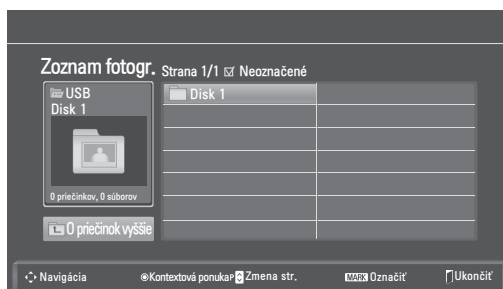 Zoznam fotogr. Strana 1/1 Neoznačené
USB
Disk 1
Disk 1
0 priečinkov, 0 súborov
O priečinok vyššie
Navigácia Kontextová ponuka P Zmena str. MARK Označiť Ukončiť